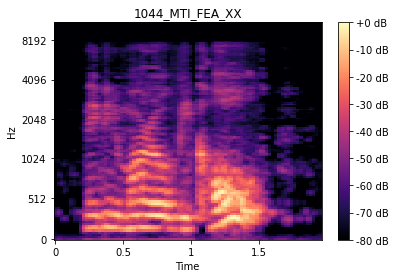 1044_MTI_FEA_XX
8192
4096
2048
1024
512
0
Hz
0
0.5
1
1.5
Time
+0 dB
-10 dB
-20 dB
-30 dB
-40 dB
-50 dB
-60 dB
-70 dB
-80 dB